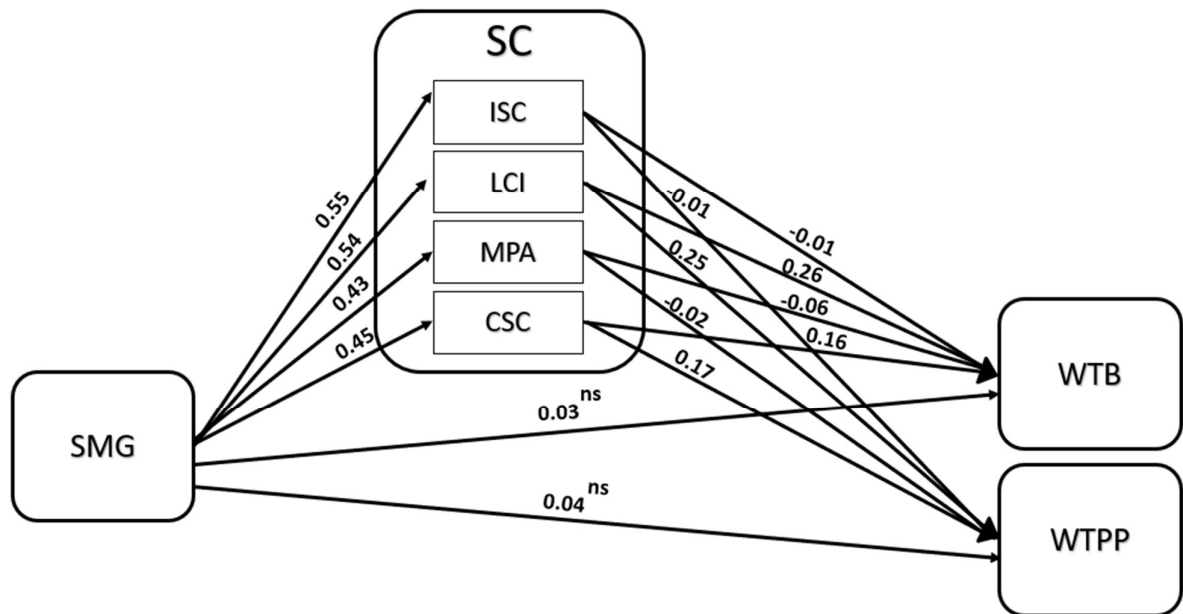 SC
ISC
LCI
MPA
CSC
0.55
0.54
0.43
0.45
-0.01
0.25
-0.02
0.17
-0.01
0.26
-0.06
0.16
0.03 ns
0.04 ns
SMG
WTB
WTPP